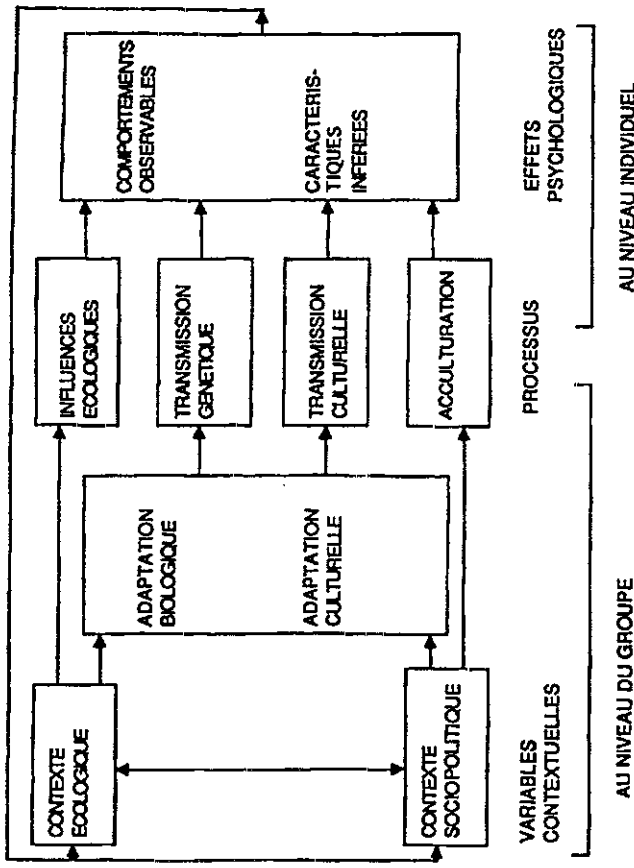 CONTEXTE
ECOLOGIQUE
CONTEXTE
SOCIOPOLITIQUE
ADAPTATION
BIOLOGIQUE
ADAPTATION
CULTURELLE
INFLUENCES
ECOLOGIQUES
TRANSMISSION
GENETIQUE
TRANSMISSION
CULTURELLE
ACCULTURATION
COMPORTEMENTS
OBSERVABLES
CARACTERIS-
TIQUES
INFEREES
VARIABLES
CONTEXTUELLES
PROCESSUS
EFFETS
PSYCHOLOGIQUES
AU NIVEAU DU GROUPE
AU NIVEAU INDIVIDUEL